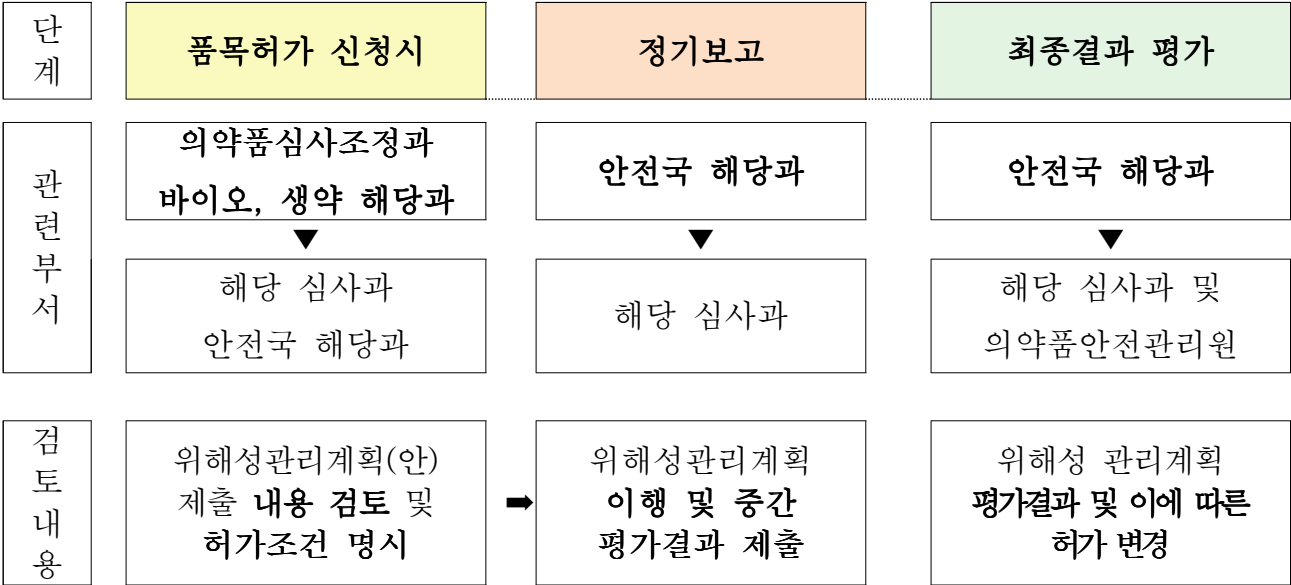 단계
품목허가 신청시
정기보고
최종결과 평가
관련부서
의약품심사조정과
바이오, 생약 해당과
안전국 해당과
안전국 해당과
▼
▼
▼
해당 심사과
안전국 해당과
해당 심사과
해당 심사과 및
의약품안전관리원
검토내용
위해성관리계획(안)
제출 내용 검토 및
허가조건 명시
➡
위해성관리계획
이행 및 중간
평가결과 제출
위해성 관리계획
평가결과 및 이에 따른
허가 변경